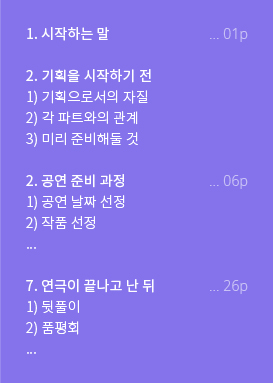 1. 시작하는 말 ... 01p
2. 기획을 시작하기 전
1) 기획으로서의 자질
2) 각 파트와의 관계
3) 미리 준비해둘 것
2. 공연 준비 과정 ... 06p
1) 공연 날짜 선정
2) 작품 선정
...
7. 연극이 끝나고 난 뒤 ... 26p
1) 뒷풀이
2) 품평회
...